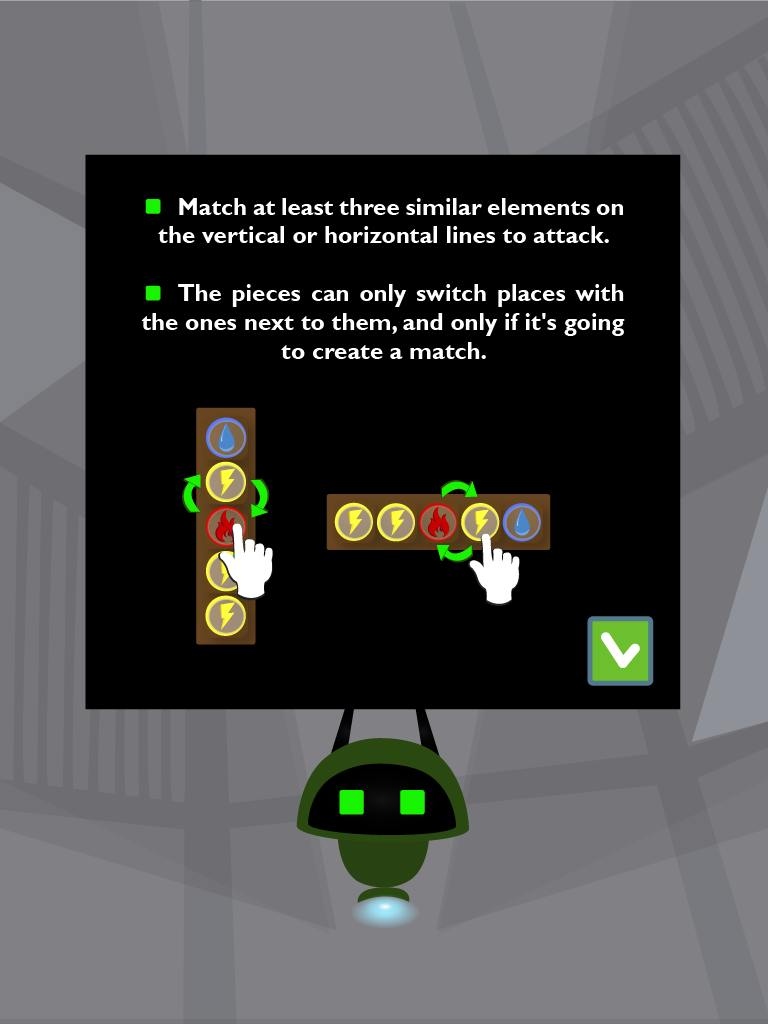 Match at least three similar elements on
the vertical or horizontal lines to attack.
The pieces can only switch places with
the ones next to them, and only if it's going
to create a match.